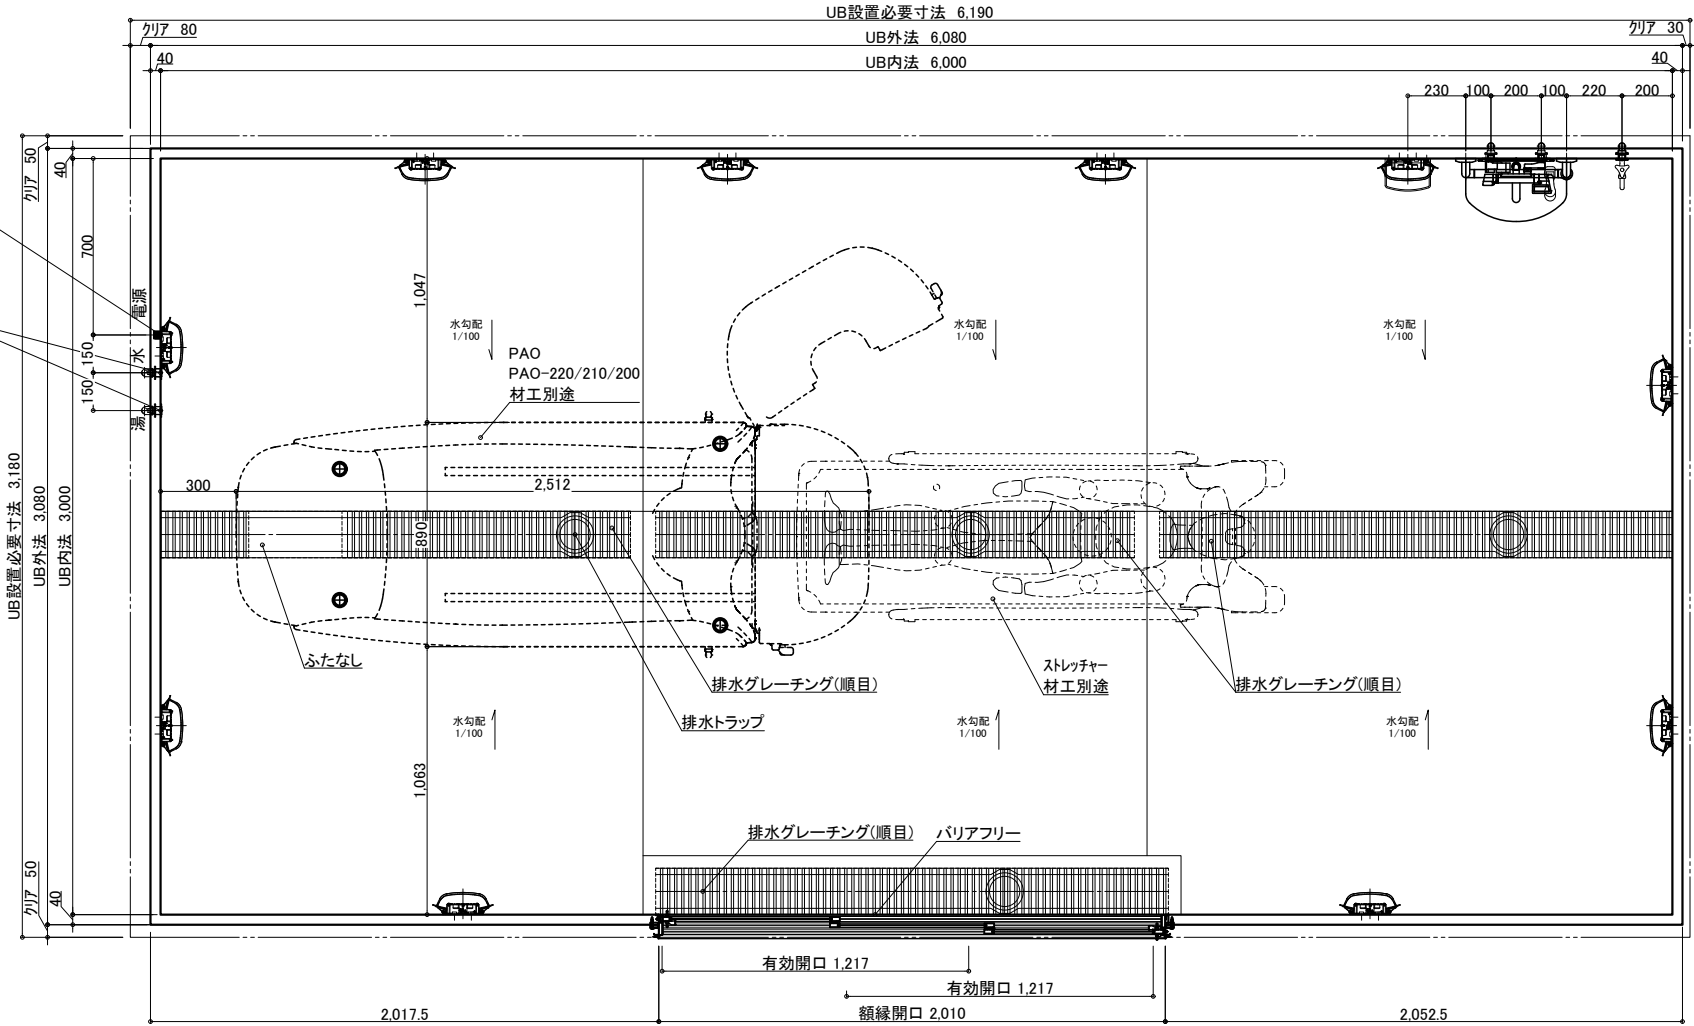 UB設置必要寸法 6,190
クリア 80
UB外法 6,080
クリア 30
40
UB内法 6,000
40
230
100
200
100
220
200
クリア 50
40
700
電源
150
水
150
湯
UB設置必要寸法 3,180
UB外法 3,080
UB内法 3,000
1,047
水勾配
1/100
水勾配
1/100
水勾配
1/100
PAO
PAO-220/210/200
材工別途
300
2,512
890
ふたなし
排水グレーチング(順目)
排水トラップ
ストレッチャー
材工別途
排水グレーチング(順目)
水勾配
1/100
水勾配
1/100
水勾配
1/100
1,063
排水グレーチング(順目)
バリアフリー
クリア 50
40
有効開口 1,217
有効開口 1,217
2,017.5
額縁開口 2,010
2,052.5